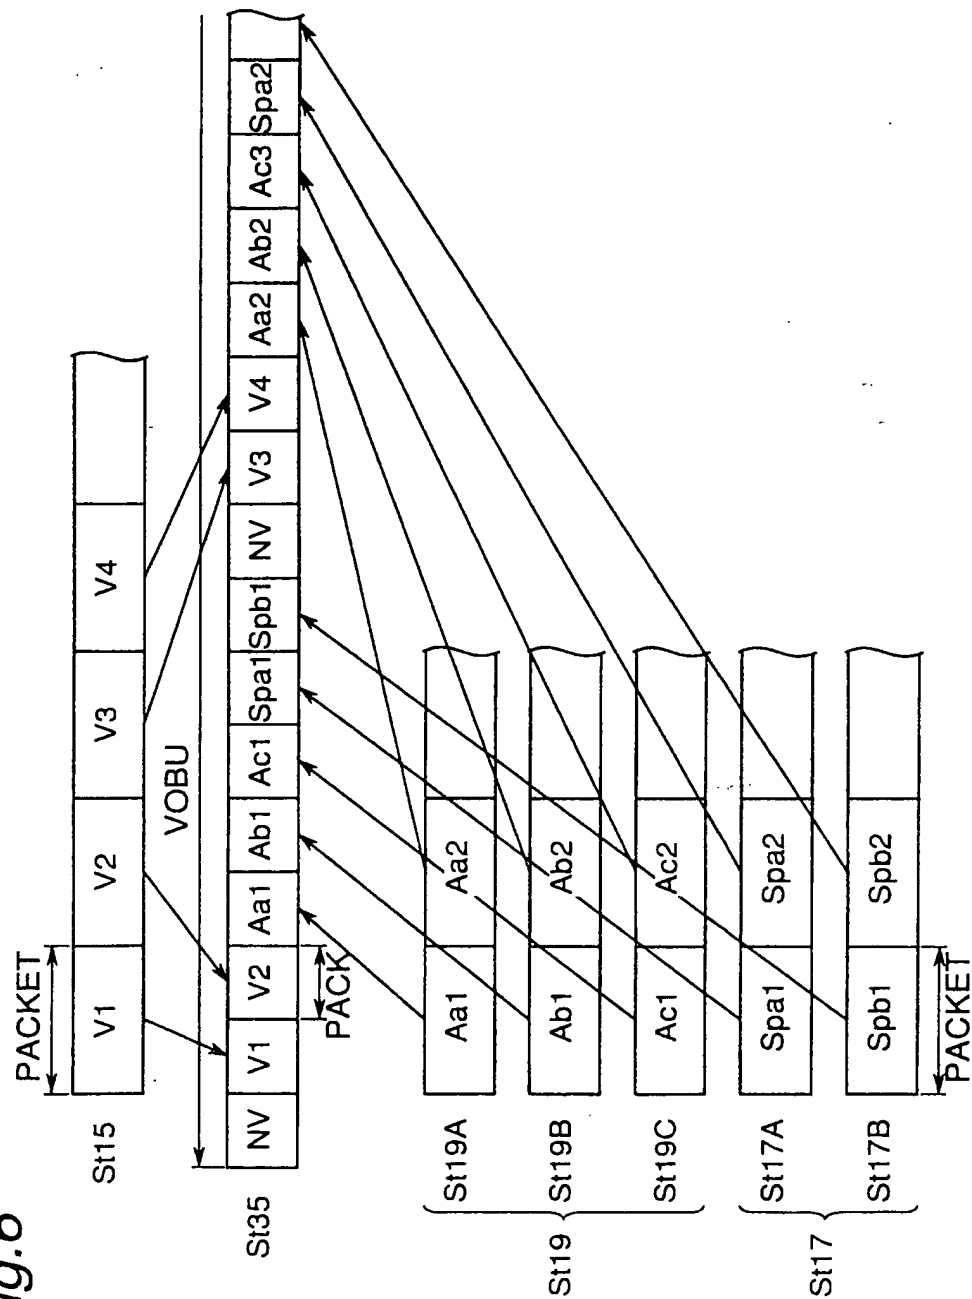 PACKET
St15 V1 V2 V3 V4
VOBU
St35 NV V1 V2 Aa1 Ab1 Ac1 Spa1 Spb1 NV V3 V4 Aa2 Ab2 Ac3 Spa2
PACK
St19
St19A Aa1 Aa2
St19B Ab1 Ab2
St19C Ac1 Ac2
St17
St17A Spa1 Spa2
St17B Spb1 Spb2
PACKET